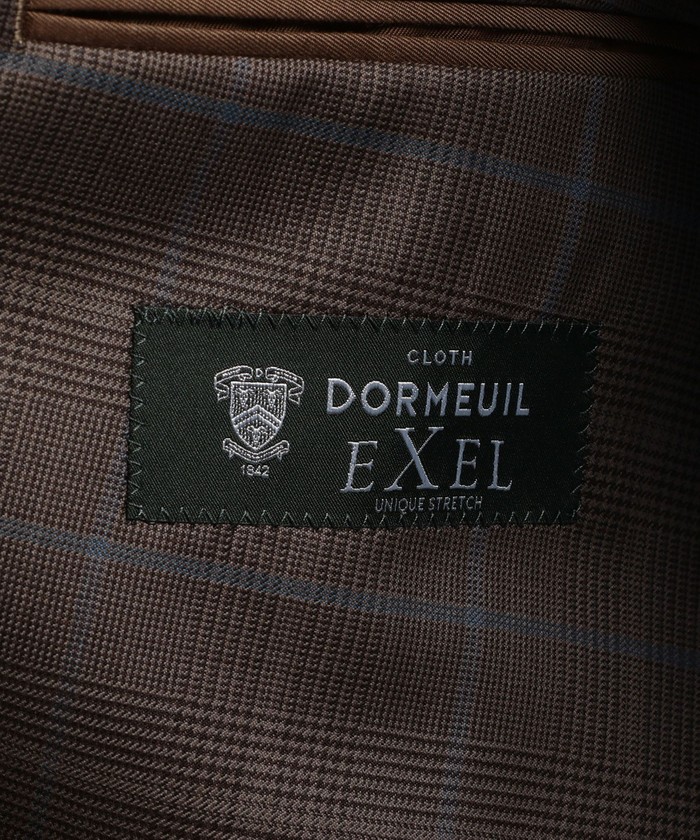 D
1842
CLOTH
DORMEUIL
EXEL
UNIQUE STRETCH